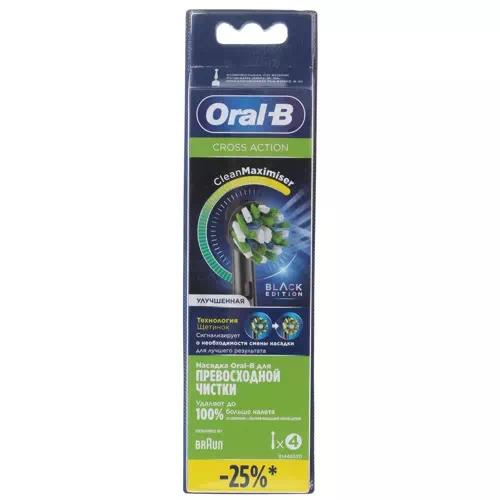 Oral-B
CROSS ACTION
CleanMaximiser
BLACK
EDITION
УЛУЧШЕННАЯ
Технология
Щетинок
Сигнализирует
о необходимости смены насадки
для лучшего результата
Насадка Oral-B для
ПРЕВОСХОДНОЙ
ЧИСТКИ
Удаляет до
100% больше налета
BRAUN
x4
-25%*